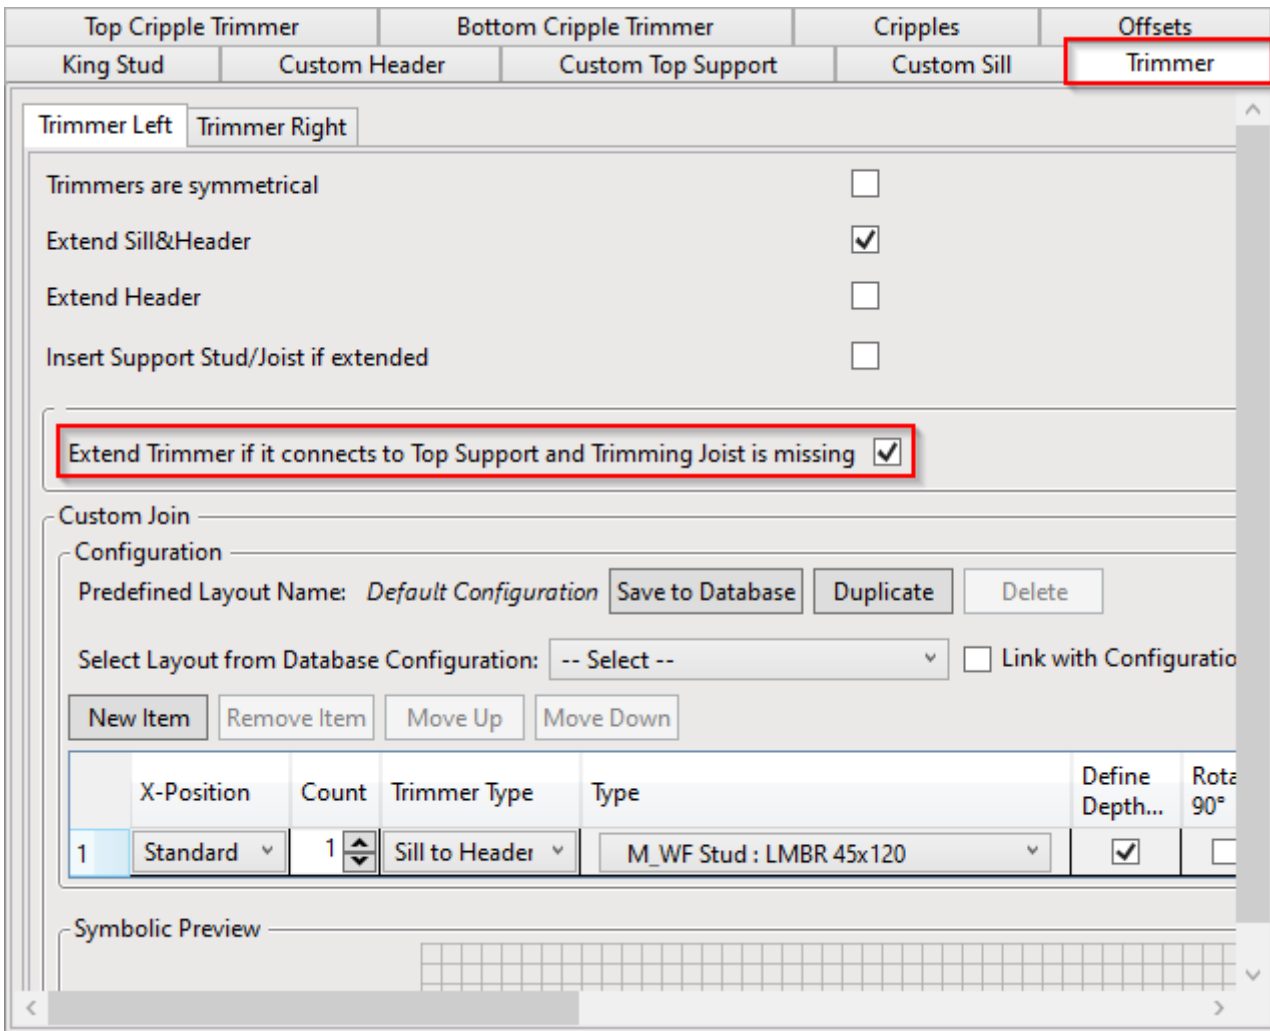 Top Cripple Trimmer Bottom Cripple Trimmer Cripples Offsets
King Stud Custom Header Custom Top Support Custom Sill Trimmer
Trimmer Left Trimmer Right
Trimmers are symmetrical
Extend Sill&Header
Extend Header
Insert Support Stud/Joist if extended
Extend Trimmer if it connects to Top Support and Trimming Joist is missing
Custom Join
Configuration
Predefined Layout Name: Default Configuration Save to Database Duplicate Delete
Select Layout from Database Configuration: -- Select -- Link with Configuratio
New Item Remove Item Move Up Move Down
X-Position Count Trimmer Type Type Define Depth... Rota 90°
1 Standard 1 Sill to Header M_WF Stud : LMBR 45x120
Symbolic Preview